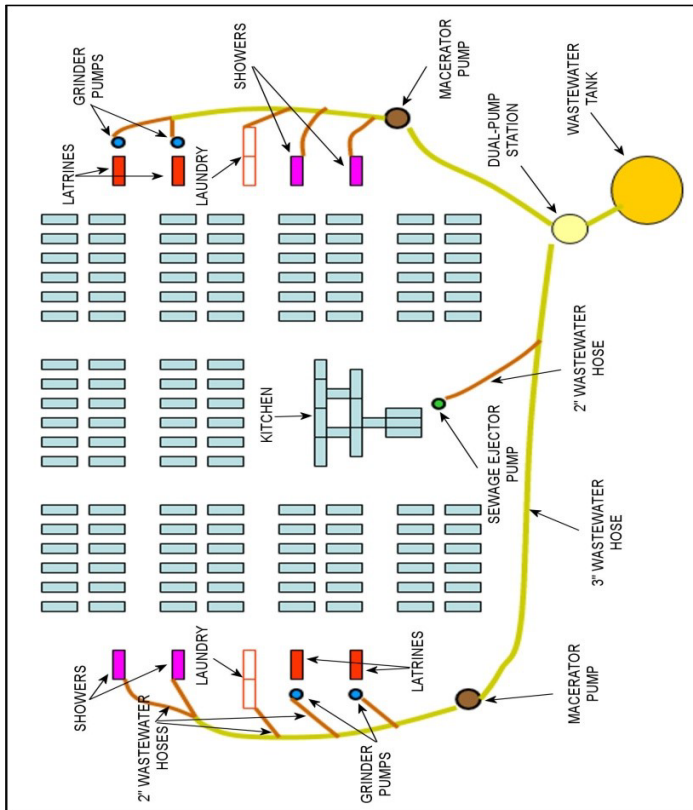 GRINDER PUMPS
LATRINES
LAUNDRY
SHOWERS
MACERATOR
PUMP
DUAL-PUMP
STATION
WASTEWATER
TANK
KITCHEN
SEWAGE EJECTOR
PUMP
2" WASTEWATER
HOSE
3" WASTEWATER
HOSE
SHOWERS
2" WASTEWATER
HOSES
LAUNDRY
GRINDER
PUMPS
LATRINES
MACERATOR
PUMP